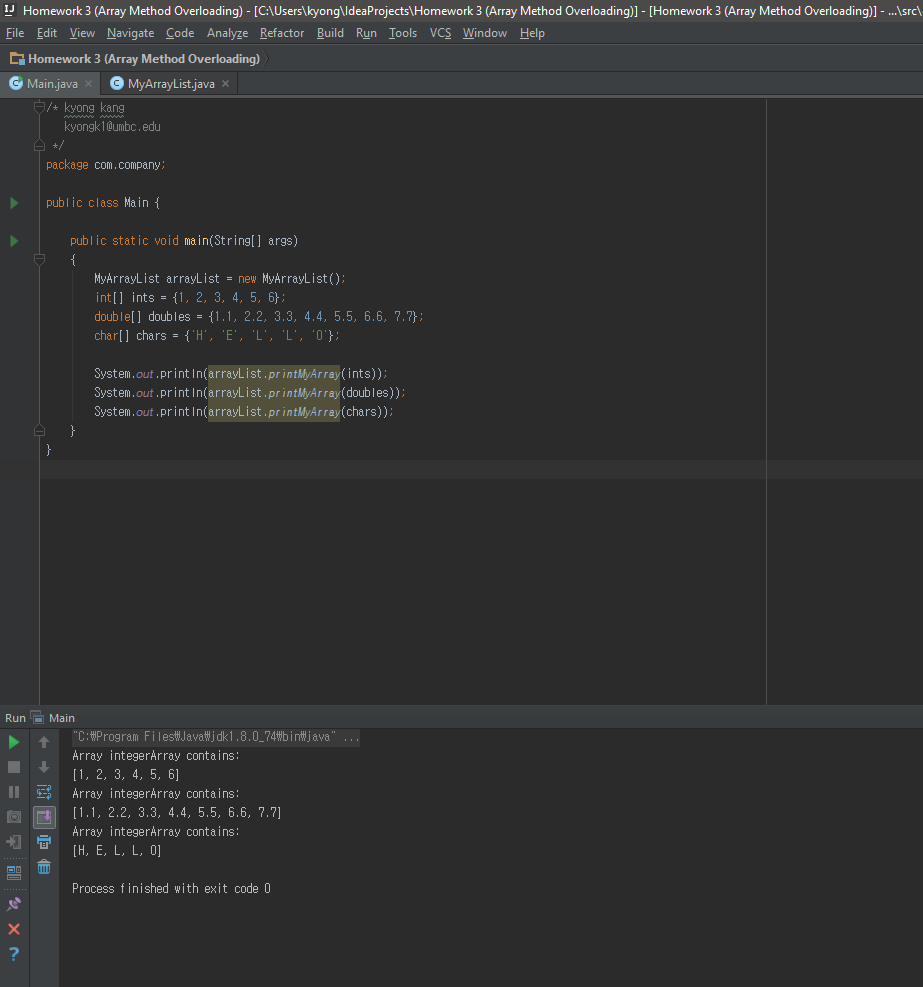 Homework 3 (Array Method Overloading) - [C:\Users\kyong\IdeaProjects\Homework 3 (Array Method Overloading)] - [Homework 3 (Array Method Overloading)] - ...\src\
File Edit View Navigate Code Analyze Refactor Build Run Tools VCS Window Help
Homework 3 (Array Method Overloading)
Main.java MyArrayList.java
/* kyong kang
kyongk1@umbc.edu
*/
package com.company;
public class Main {
public static void main(String[] args)
{
MyArrayList arrayList = new MyArrayList();
int[] ints = {1, 2, 3, 4, 5, 6};
double[] doubles = {1.1, 2.2, 3.3, 4.4, 5.5, 6.6, 7.7};
char[] chars = {'H', 'E', 'L', 'L', 'O'};
System.out.println(arrayList.printMyArray(ints));
System.out.println(arrayList.printMyArray(doubles));
System.out.println(arrayList.printMyArray(chars));
}
}
Run Main
"C:₩Program Files₩Java₩jdk1.8.0_74₩bin₩java" ...
Array integerArray contains:
[1, 2, 3, 4, 5, 6]
Array integerArray contains:
[1.1, 2.2, 3.3, 4.4, 5.5, 6.6, 7.7]
Array integerArray contains:
[H, E, L, L, O]
Process finished with exit code 0